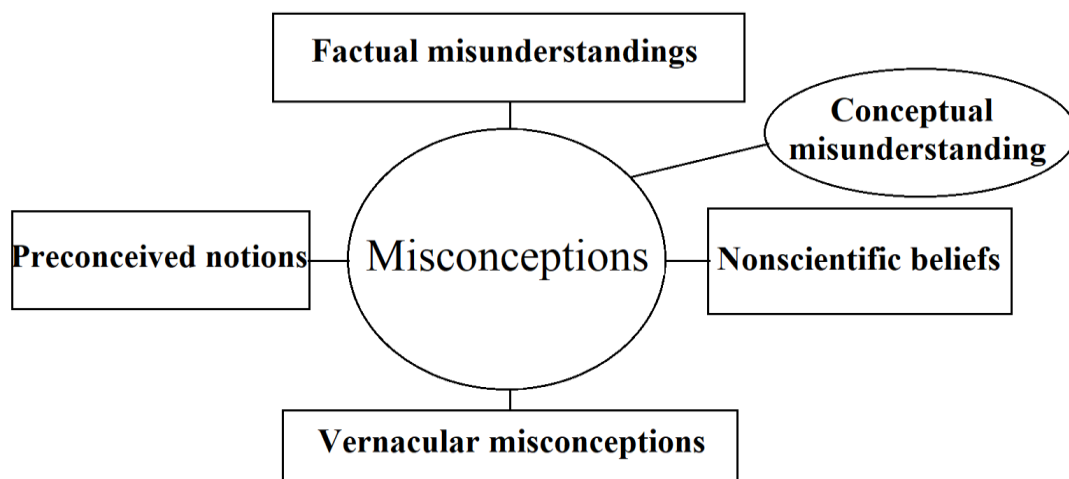 Factual misunderstandings
Conceptual
misunderstanding
Preconceived notions
Misconceptions
Nonscientific beliefs
Vernacular misconceptions